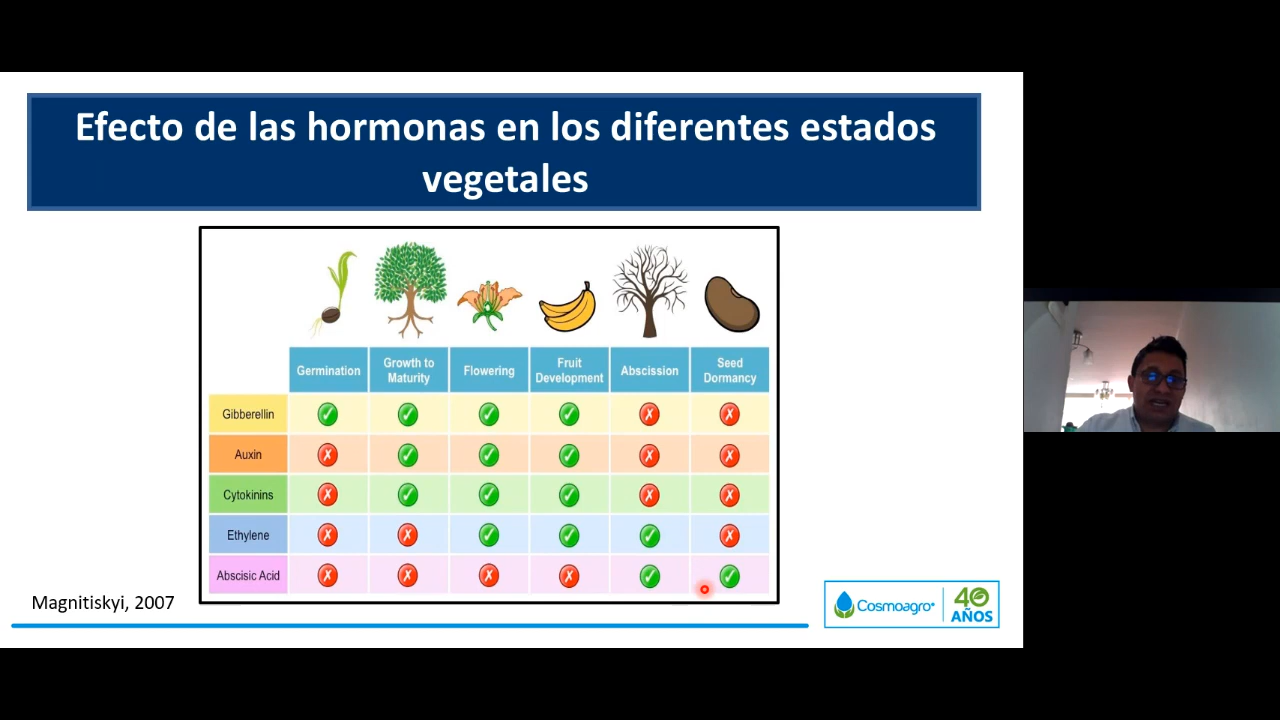 Efecto de las hormonas en los diferentes estados
vegetales
Germination
Growth to
Maturity
Flowering
Fruit
Development
Abscission
Seed
Dormancy
Gibberellin
Auxin
Cytokinins
Ethylene
Abscisic Acid
Magnitiskyi, 2007
Cosmoagro
40
AÑOS